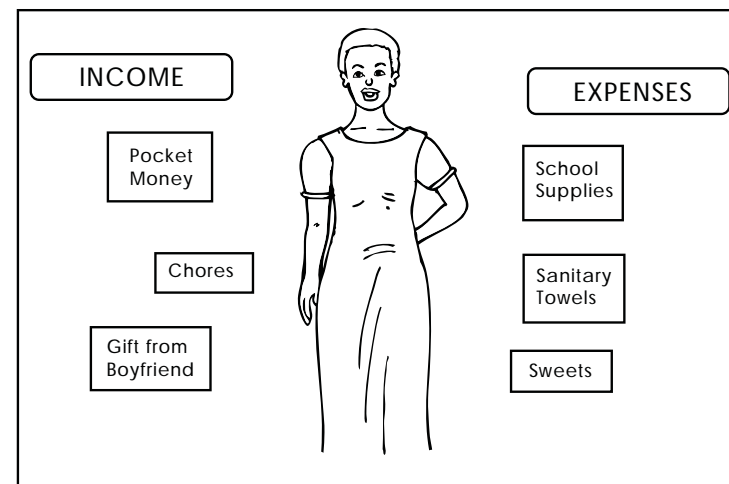 INCOME
Pocket
Money
Chores
Gift from
Boyfriend
EXPENSES
School
Supplies
Sanitary
Towels
Sweets